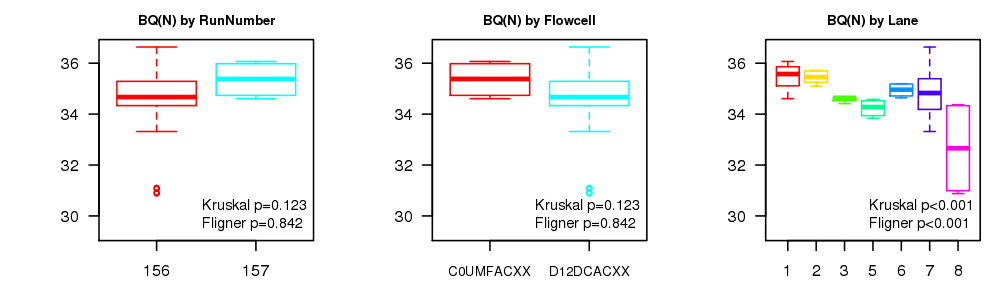 BQ(N) by RunNumber
36
34
32
30
Kruskal p=0.123
Fligner p=0.842
156 157
BQ(N) by Flowcell
36
34
32
30
Kruskal p=0.123
Fligner p=0.842
C0UMFACXX D12DCACXX
BQ(N) by Lane
36
34
32
30
Kruskal p<0.001
Fligner p<0.001
1 2 3 5 6 7 8